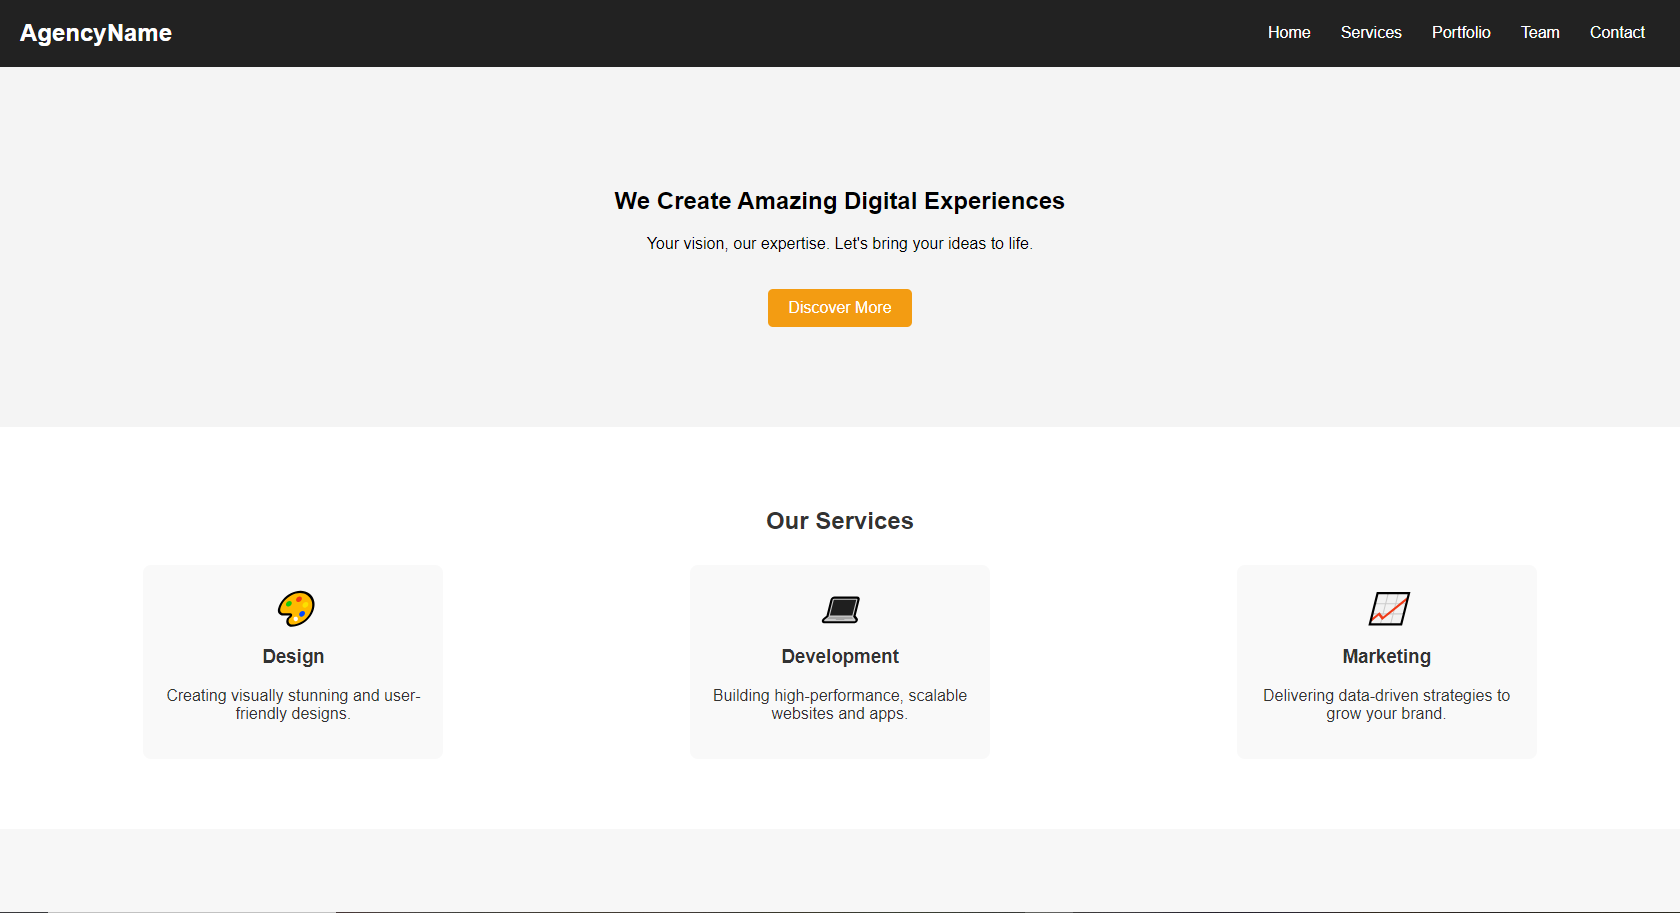 AgencyName
Home Services Portfolio Team Contact
We Create Amazing Digital Experiences
Your vision, our expertise. Let's bring your ideas to life.
Discover More
Our Services
Design
Creating visually stunning and user-
friendly designs.
Development
Building high-performance, scalable
websites and apps.
Marketing
Delivering data-driven strategies to
grow your brand.